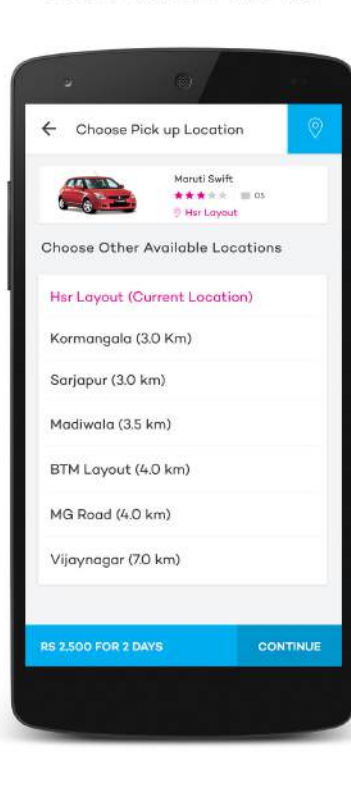 Choose Pick up Location
Maruti Swift
03
Hsr Layout
Choose Other Available Locations
Hsr Layout (Current Location)
Kormangala (3.0 Km)
Sarjapur (3.0 km)
Madiwala (3.5 km)
BTM Layout (4.0 km)
MG Road (4.0 km)
Vijaynagar (7.0 km)
RS 2,500 FOR 2 DAYS
CONTINUE